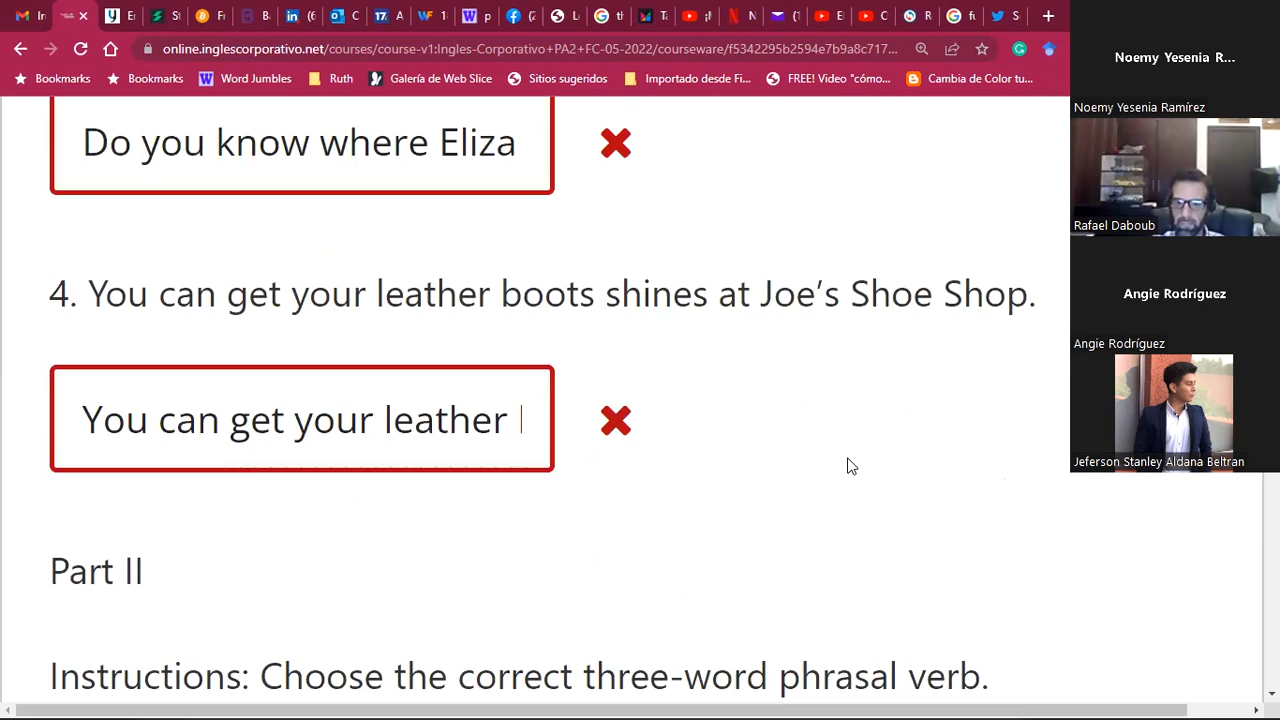 online.inglescorporativo.net/courses/course-v1:Ingles-Corporativo+PA2+FC-05-2022/courseware/f5342295b2594e7b9a8c717...
Bookmarks Bookmarks Word Jumbles Ruth Galería de Web Slice Sitios sugeridos Importado desde Fi... FREE! Video "cómo... Cambia de Color tu...
Do you know where Eliza
4. You can get your leather boots shines at Joe's Shoe Shop.
You can get your leather
Part II
Instructions: Choose the correct three-word phrasal verb.
Noemy Yesenia R...
Noemy Yesenia Ramírez
Rafael Daboub
Angie Rodríguez
Angie Rodríguez
Jeferson Stanley Aldana Beltran